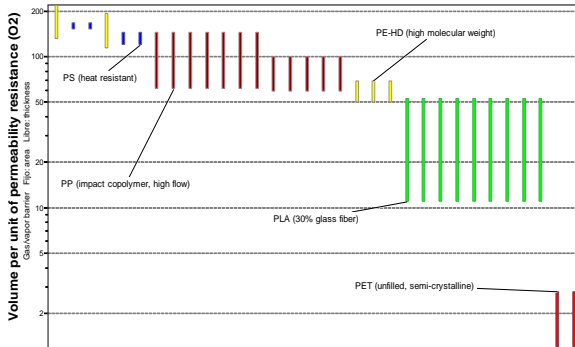 Volume per unit of permeability resistance (O2)
Gas/vapor barrier Fijo: area Libre: thickness
200
100
50
20
10
5
2
PE-HD (high molecular weight)
PS (heat resistant)
PP (impact copolymer, high flow)
PLA (30% glass fiber)
PET (unfilled, semi-crystalline)